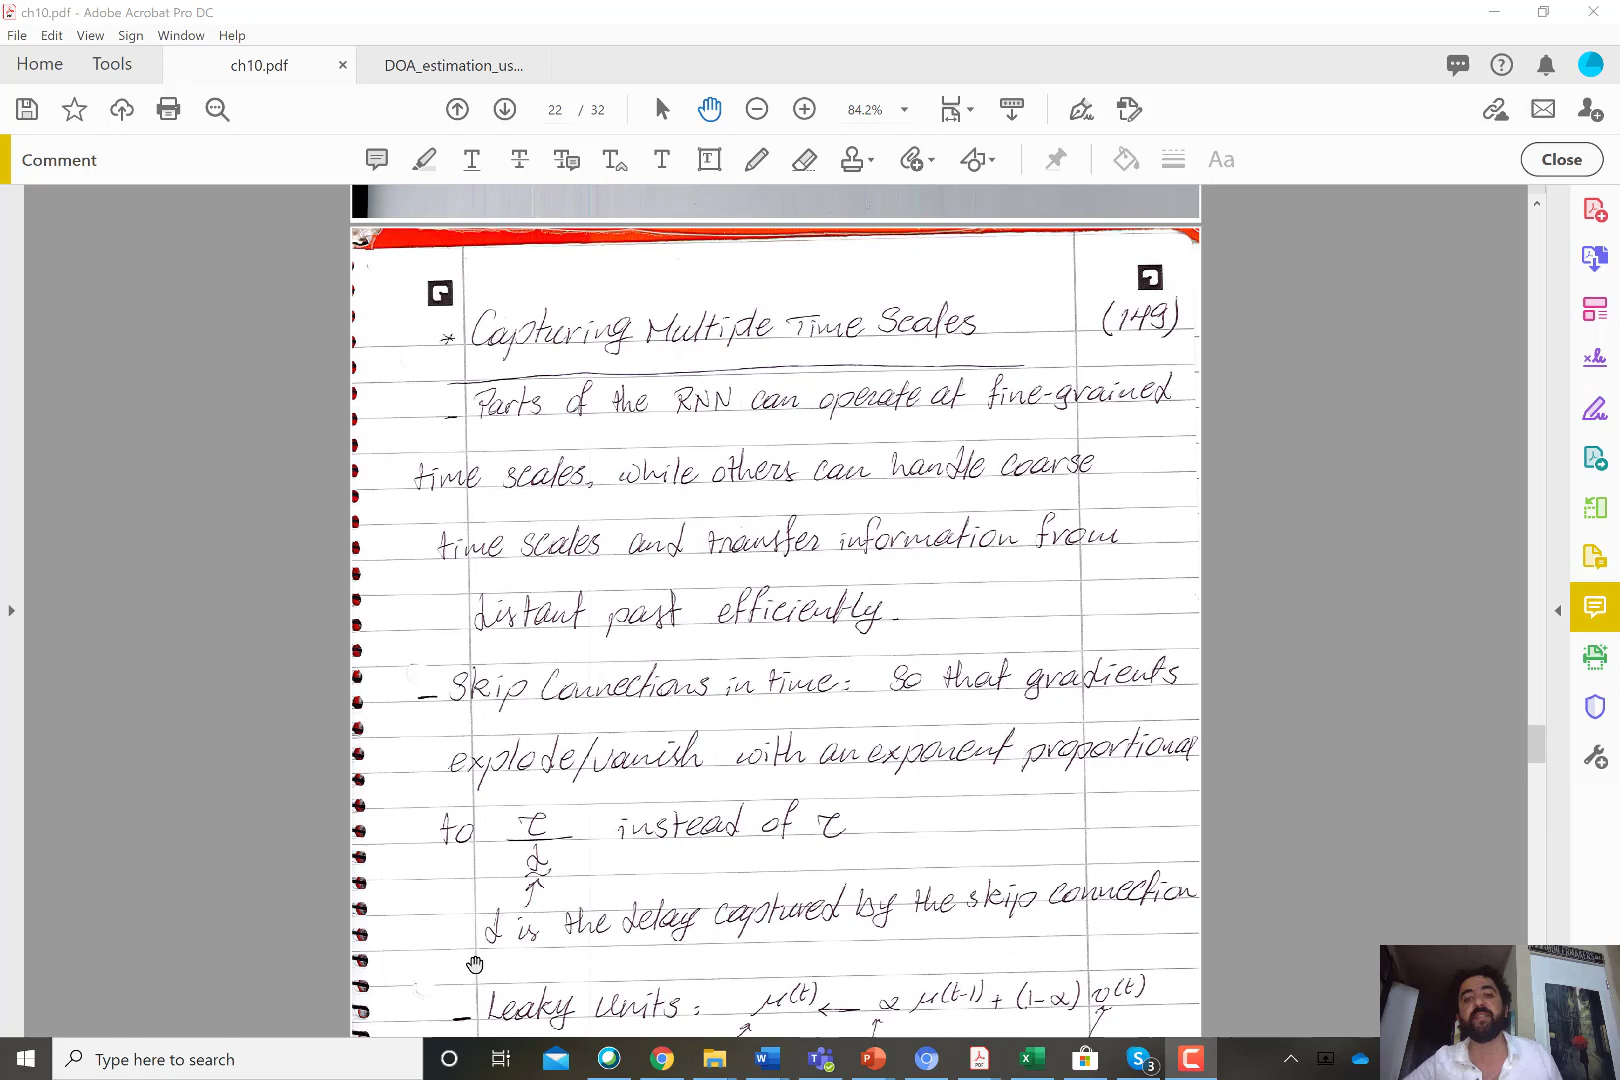 ch10.pdf - Adobe Acrobat Pro DC
File Edit View Sign Window Help
Home Tools ch10.pdf DOA_estimation_us...
22 / 32 84.2%
Comment Close
* Capturing Multiple Time Scales (149)
- Parts of the RNN can operate at fine-grained
time scales, while others can handle coarse
time scales and transfer information from
distant past efficiently.
- Skip Connections in time: so that gradients
explode/vanish with an exponent proportional
to τ/d instead of τ
d is the delay captured by the skip connection
- Leaky Units: μ(t) ← α μ(t-1) + (1-α) v(t)
Type here to search
3